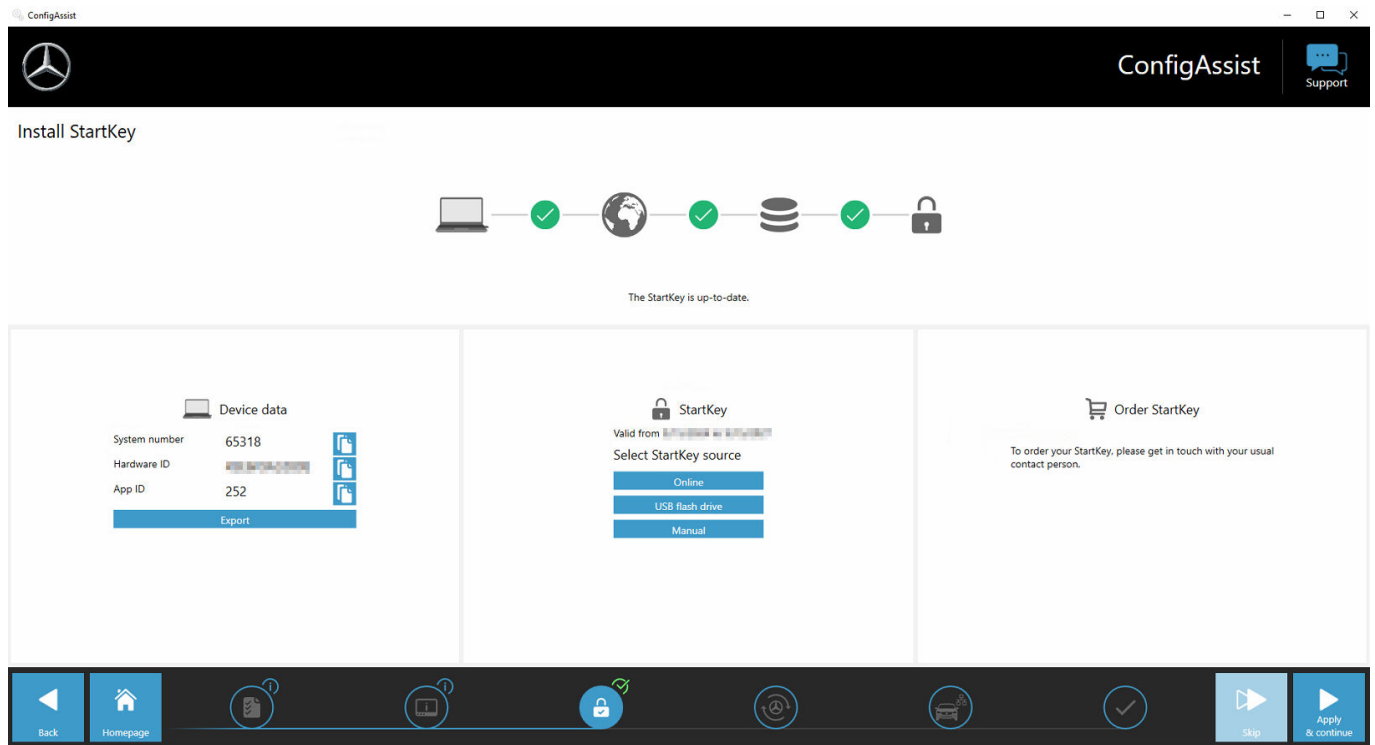 ConfigAssist
ConfigAssist
Support
Install StartKey
The StartKey is up-to-date.
Device data
System number 65318
Hardware ID
App ID 252
Export
StartKey
Valid from
Select StartKey source
Online
USB flash drive
Manual
Order StartKey
To order your StartKey, please get in touch with your usual
contact person.
Back
Homepage
Skip
Apply
& continue